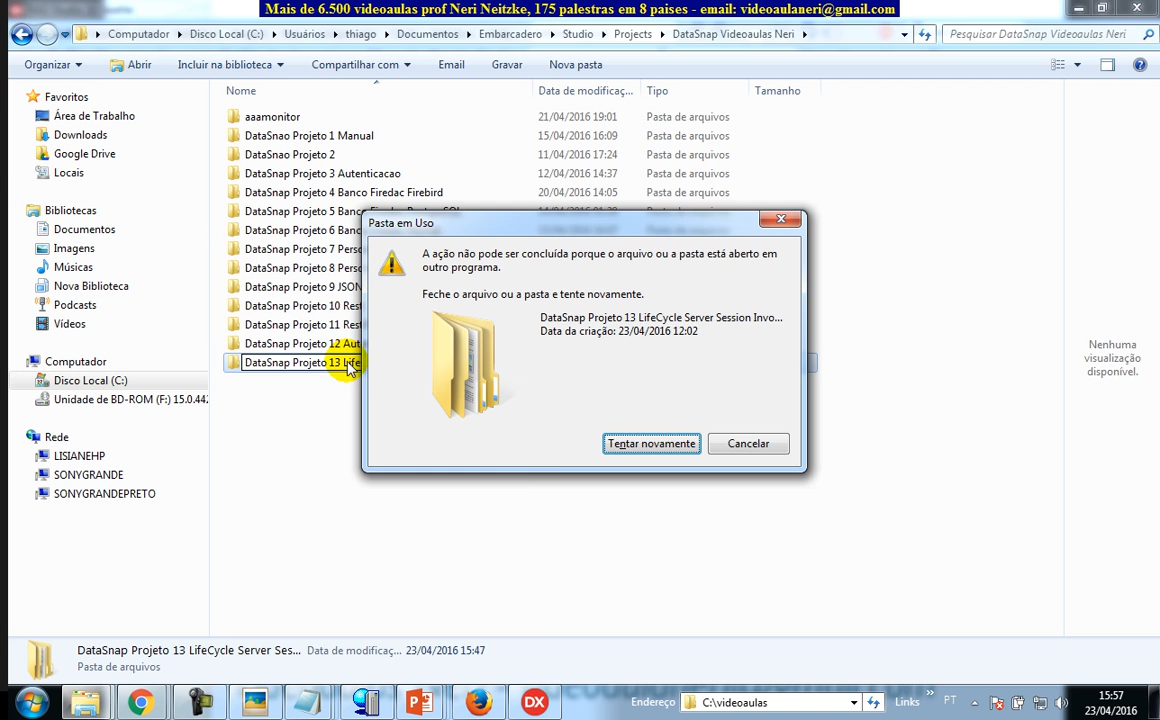 Mais de 6.500 videoaulas prof Neri Neitzke, 175 palestras em 8 paises - email: videoaulaneri@gmail.com
Computador Disco Local (C:) Usuários thiago Documentos Embarcadero Studio Projects DataSnap Videoaulas Neri
Pesquisar DataSnap Videoaulas Neri
Organizar Abrir Incluir na biblioteca Compartilhar com Email Gravar Nova pasta
Nome Data de modificaç... Tipo Tamanho
Favoritos
Área de Trabalho
Downloads
Google Drive
Locais
Bibliotecas
Documentos
Imagens
Músicas
Nova Biblioteca
Podcasts
Vídeos
Computador
Disco Local (C:)
Unidade de BD-ROM (F:) 15.0.442
Rede
LISIANEHP
SONYGRANDE
SONYGRANDEPRETO
aaamonitor 21/04/2016 19:01 Pasta de arquivos
DataSnao Projeto 1 Manual 15/04/2016 16:09 Pasta de arquivos
DataSnao Projeto 2 11/04/2016 17:24 Pasta de arquivos
DataSnap Projeto 3 Autenticacao 12/04/2016 14:37 Pasta de arquivos
DataSnap Projeto 4 Banco Firedac Firebird 20/04/2016 14:05 Pasta de arquivos
DataSnap Projeto 5 Banc
DataSnap Projeto 6 Banc
DataSnap Projeto 7 Perso
DataSnap Projeto 8 Perso
DataSnap Projeto 9 JSON
DataSnap Projeto 10 Rest
DataSnap Projeto 11 Rest
DataSnap Projeto 12 Aut
DataSnap Projeto 13 Life
Pasta em Uso
A ação não pode ser concluída porque o arquivo ou a pasta está aberto em
outro programa.
Feche o arquivo ou a pasta e tente novamente.
DataSnap Projeto 13 LifeCycle Server Session Invo...
Data da criação: 23/04/2016 12:02
Tentar novamente Cancelar
Nenhuma
visualização
disponível.
DataSnap Projeto 13 LifeCycle Server Ses... Data de modificaç... 23/04/2016 15:47
Pasta de arquivos
DX
Endereço C:\videoaulas Links » PT
15:57
23/04/2016